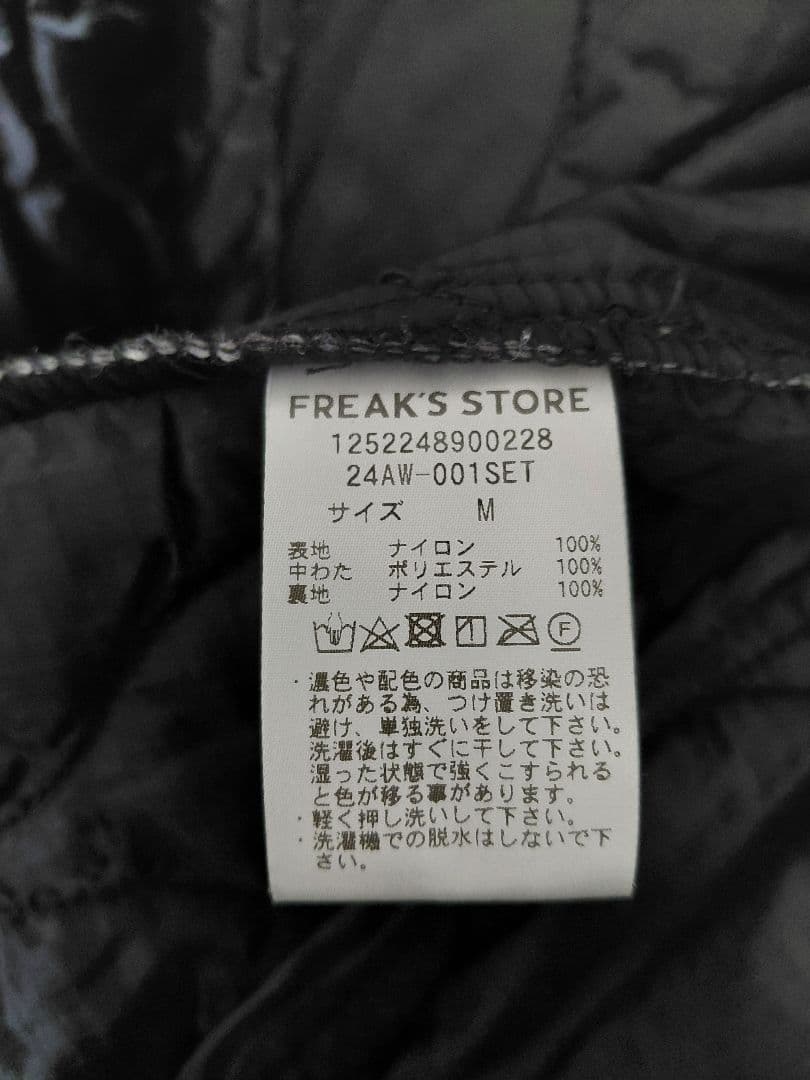 FREAK'S STORE
1252248900228
24AW-001SET
サイズ M
表地 ナイロン 100%
中わた ポリエステル 100%
裏地 ナイロン 100%
F
・濃色や配色の商品は移染の恐
れがある為、つけ置き洗いは
避け、単独洗いをして下さい。
洗濯後はすぐに干して下さい。
湿った状態で強くこすられる
と色が移る事があります。
・軽く押し洗いして下さい。
・洗濯機での脱水はしないで下
さい。